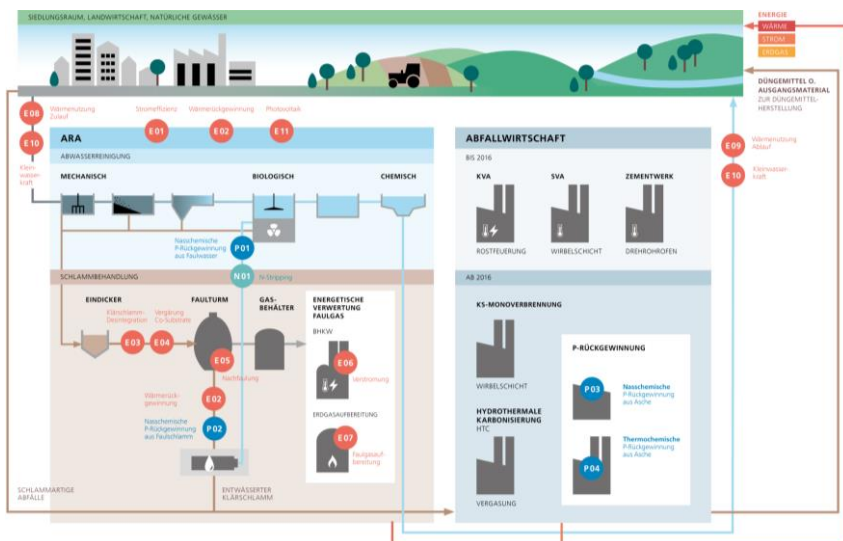 SIEDLUNGSRAUM, LANDWIRTSCHAFT, NATÜRLICHE GEWÄSSER
ENERGIE
WÄRME
STROM
ERDGAS
DÜNGEMITTEL O.
AUSGANGSMATERIAL
ZUR DÜNGEMITTEL-
HERSTELLUNG
E08
Wärmenutzung
Zulauf
E10
Klein-
wasser-
kraft
Stromeffizienz
E01
Wärmerückgewinnung
E02
Photovoltaik
E11
E09
Wärmenutzung
Ablauf
E10
Kleinwasser-
kraft
ARA
ABWASSERREINIGUNG
MECHANISCH
BIOLOGISCH
CHEMISCH
Nasschemische
P-Rückgewinnung
aus Faulwasser
P01
N01
N-Stripping
SCHLAMMBEHANDLUNG
EINDICKER
Klärschlamm-
Desintegration
E03
Vergärung
Co-Substrate
E04
FAULTURM
E05
Nachfaulung
GAS-
BEHÄLTER
ENERGETISCHE
VERWERTUNG
FAULGAS
BHKW
E06
Verstromung
ERDGASAUFBEREITUNG
E07
Faulgasauf-
bereitung
Wärmerück-
gewinnung
E02
Nasschemische
P-Rückgewinnung
aus Faulschlamm
P02
SCHLAMMARTIGE
ABFÄLLE
ENTWÄSSERTER
KLÄRSCHLAMM
ABFALLWIRTSCHAFT
BIS 2016
KVA
SVA
ZEMENTWERK
ROSTFEUERUNG
WIRBELSCHICHT
DREHROHROFEN
AB 2016
KS-MONOVERBRENNUNG
WIRBELSCHICHT
HYDROTHERMALE
KARBONISIERUNG
HTC
VERGASUNG
P-RÜCKGEWINNUNG
P03
Nasschemische
P-Rückgewinnung
aus Asche
P04
Thermochemische
P-Rückgewinnung
aus Asche